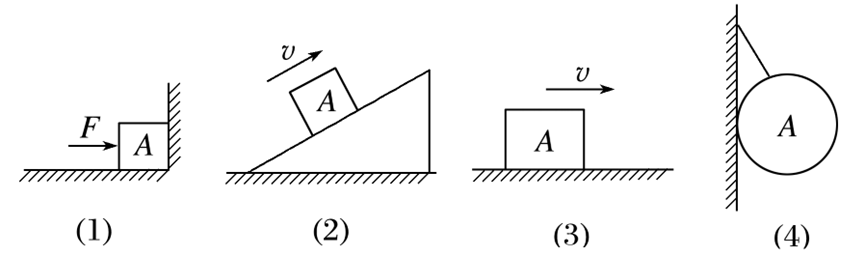 F A
v A
v A
A
(1) (2) (3) (4)